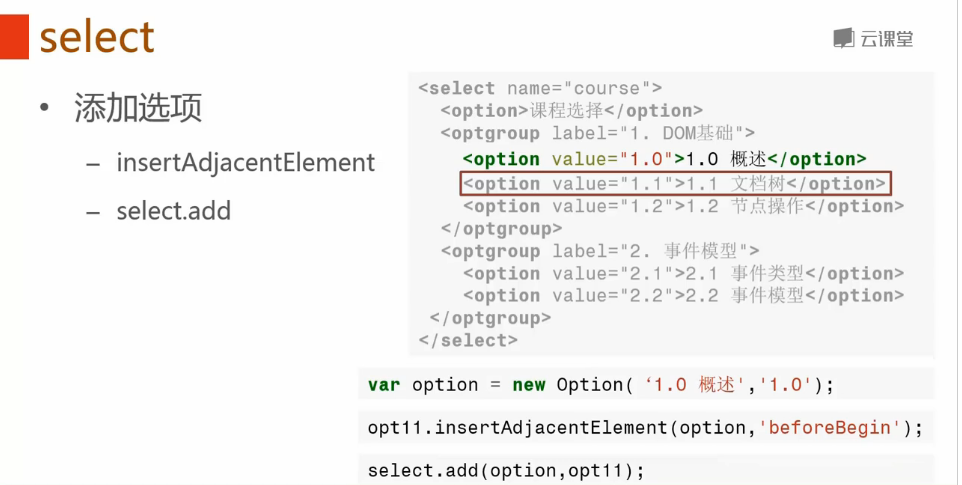 select
云课堂
• 添加选项
– insertAdjacentElement
– select.add
<select name="course">
<option>课程选择</option>
<optgroup label="1. DOM基础">
<option value="1.0">1.0 概述</option>
<option value="1.1">1.1 文档树</option>
<option value="1.2">1.2 节点操作</option>
</optgroup>
<optgroup label="2. 事件模型">
<option value="2.1">2.1 事件类型</option>
<option value="2.2">2.2 事件模型</option>
</optgroup>
</select>
var option = new Option( ‘1.0 概述','1.0');
opt11.insertAdjacentElement(option,'beforeBegin');
select.add(option,opt11);